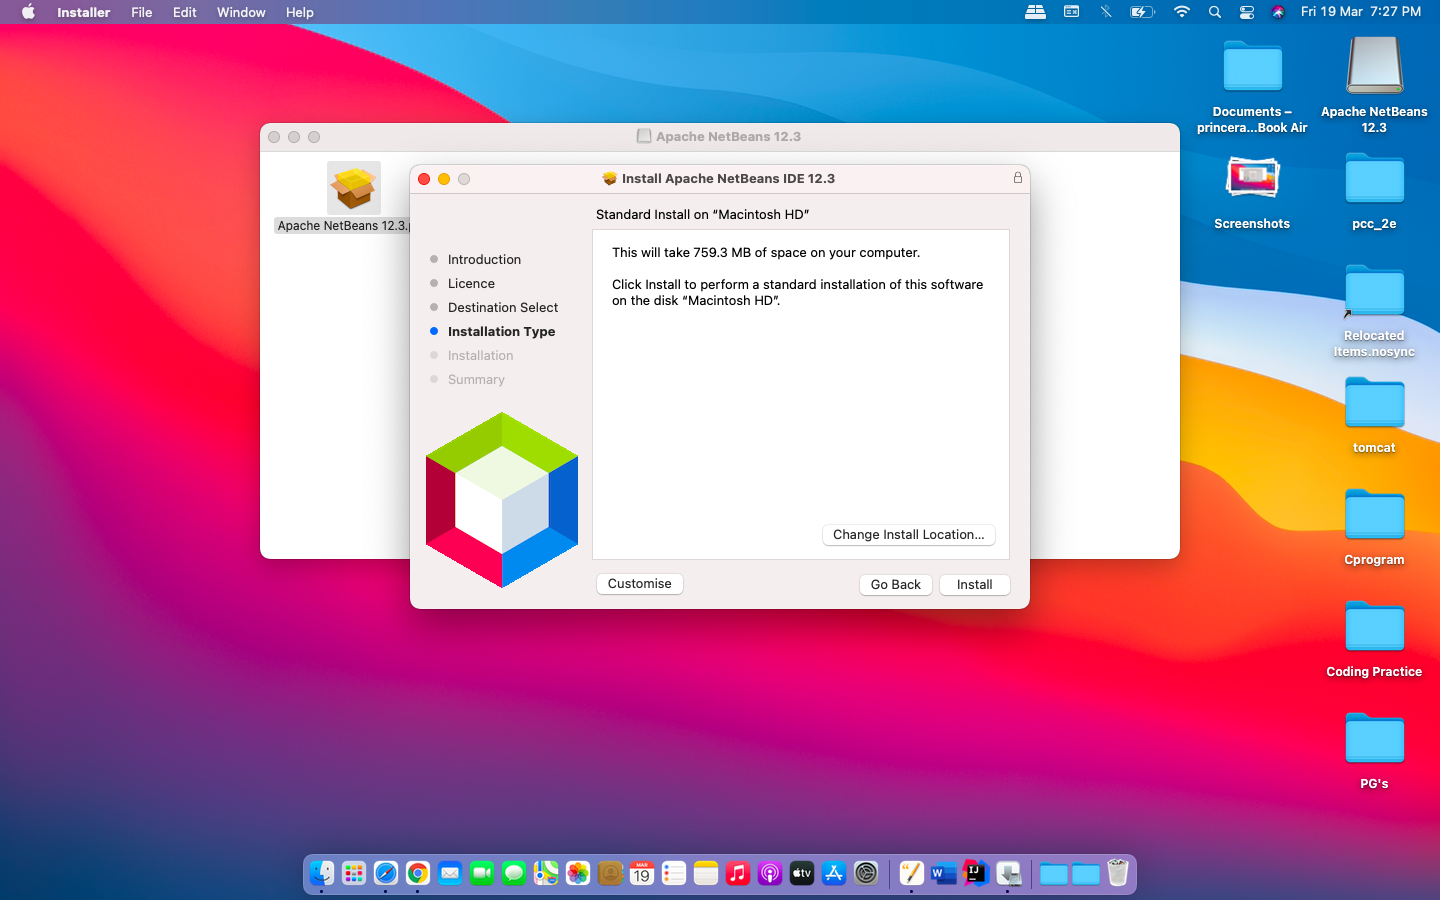 Installer File Edit Window Help
Fri 19 Mar 7:27 PM
Documents –
princera...Book Air
Apache NetBeans
12.3
Screenshots
pcc_2e
Relocated
Items.nosync
tomcat
Cprogram
Coding Practice
PG's
Apache NetBeans 12.3
Apache NetBeans 12.3.
Install Apache NetBeans IDE 12.3
Standard Install on “Macintosh HD”
Introduction
Licence
Destination Select
Installation Type
Installation
Summary
This will take 759.3 MB of space on your computer.
Click Install to perform a standard installation of this software
on the disk “Macintosh HD”.
Change Install Location...
Customise
Go Back
Install
MAR
19
tv
W
IJ